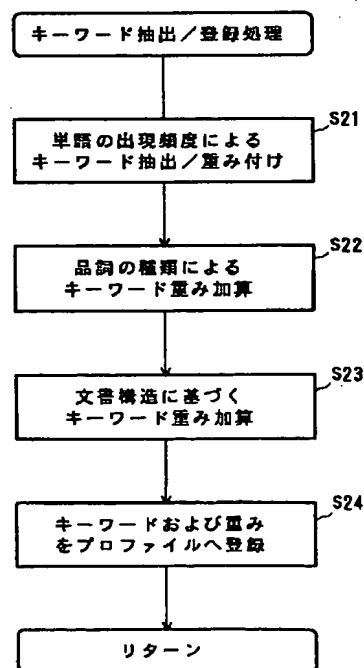 キーワード抽出／登録処理
S21
単語の出現頻度による
キーワード抽出／重み付け
S22
品詞の種類による
キーワード重み加算
S23
文書構造に基づく
キーワード重み加算
S24
キーワードおよび重み
をプロファイルへ登録
リターン